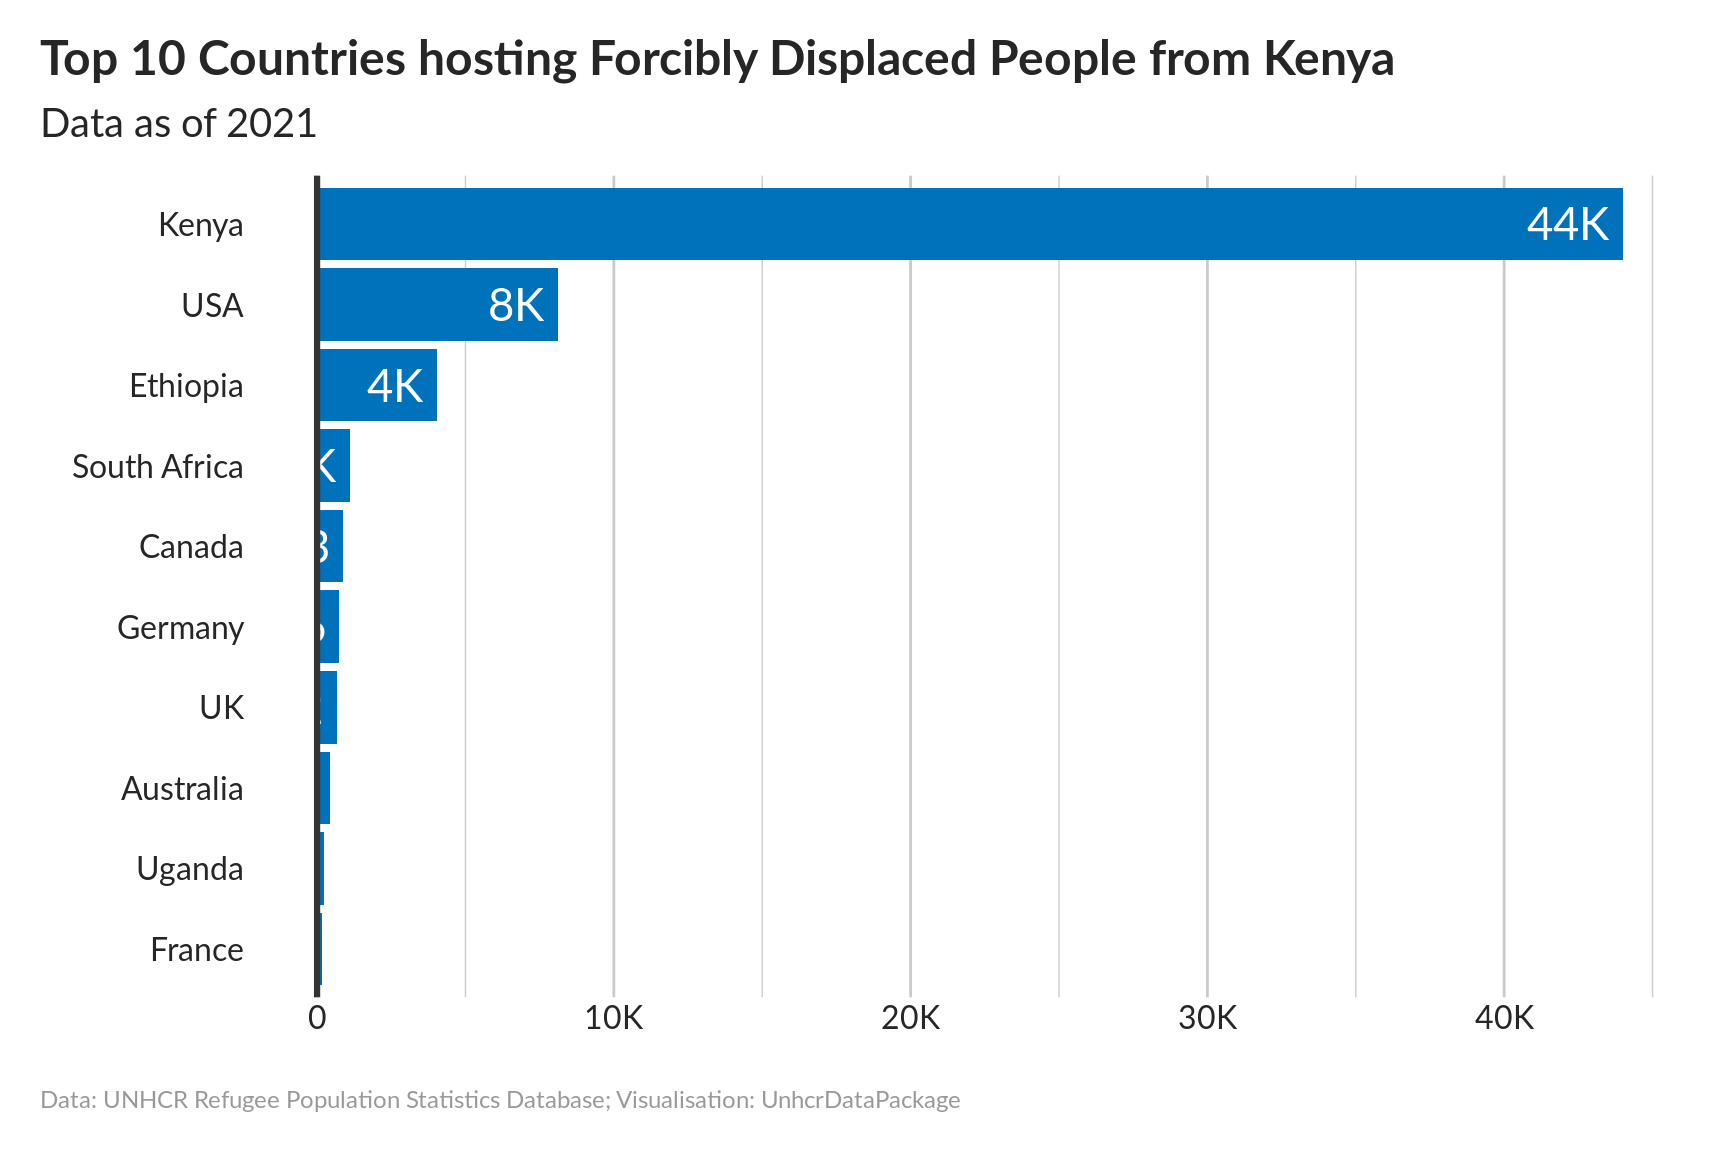 Top 10 Countries hosting Forcibly Displaced People from Kenya
Data as of 2021
Kenya 44K
USA 8K
Ethiopia 4K
South Africa K
Canada
Germany
UK
Australia
Uganda
France
0 10K 20K 30K 40K
Data: UNHCR Refugee Population Statistics Database; Visualisation: UnhcrDataPackage